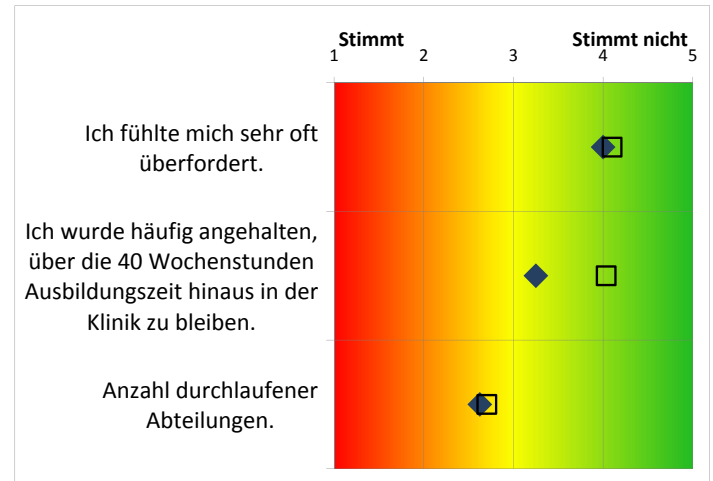 Stimmt Stimmt nicht
1 2 3 4 5
Ich fühlte mich sehr oft
überfordert.
Ich wurde häufig angehalten,
über die 40 Wochenstunden
Ausbildungszeit hinaus in der
Klinik zu bleiben.
Anzahl durchlaufener
Abteilungen.